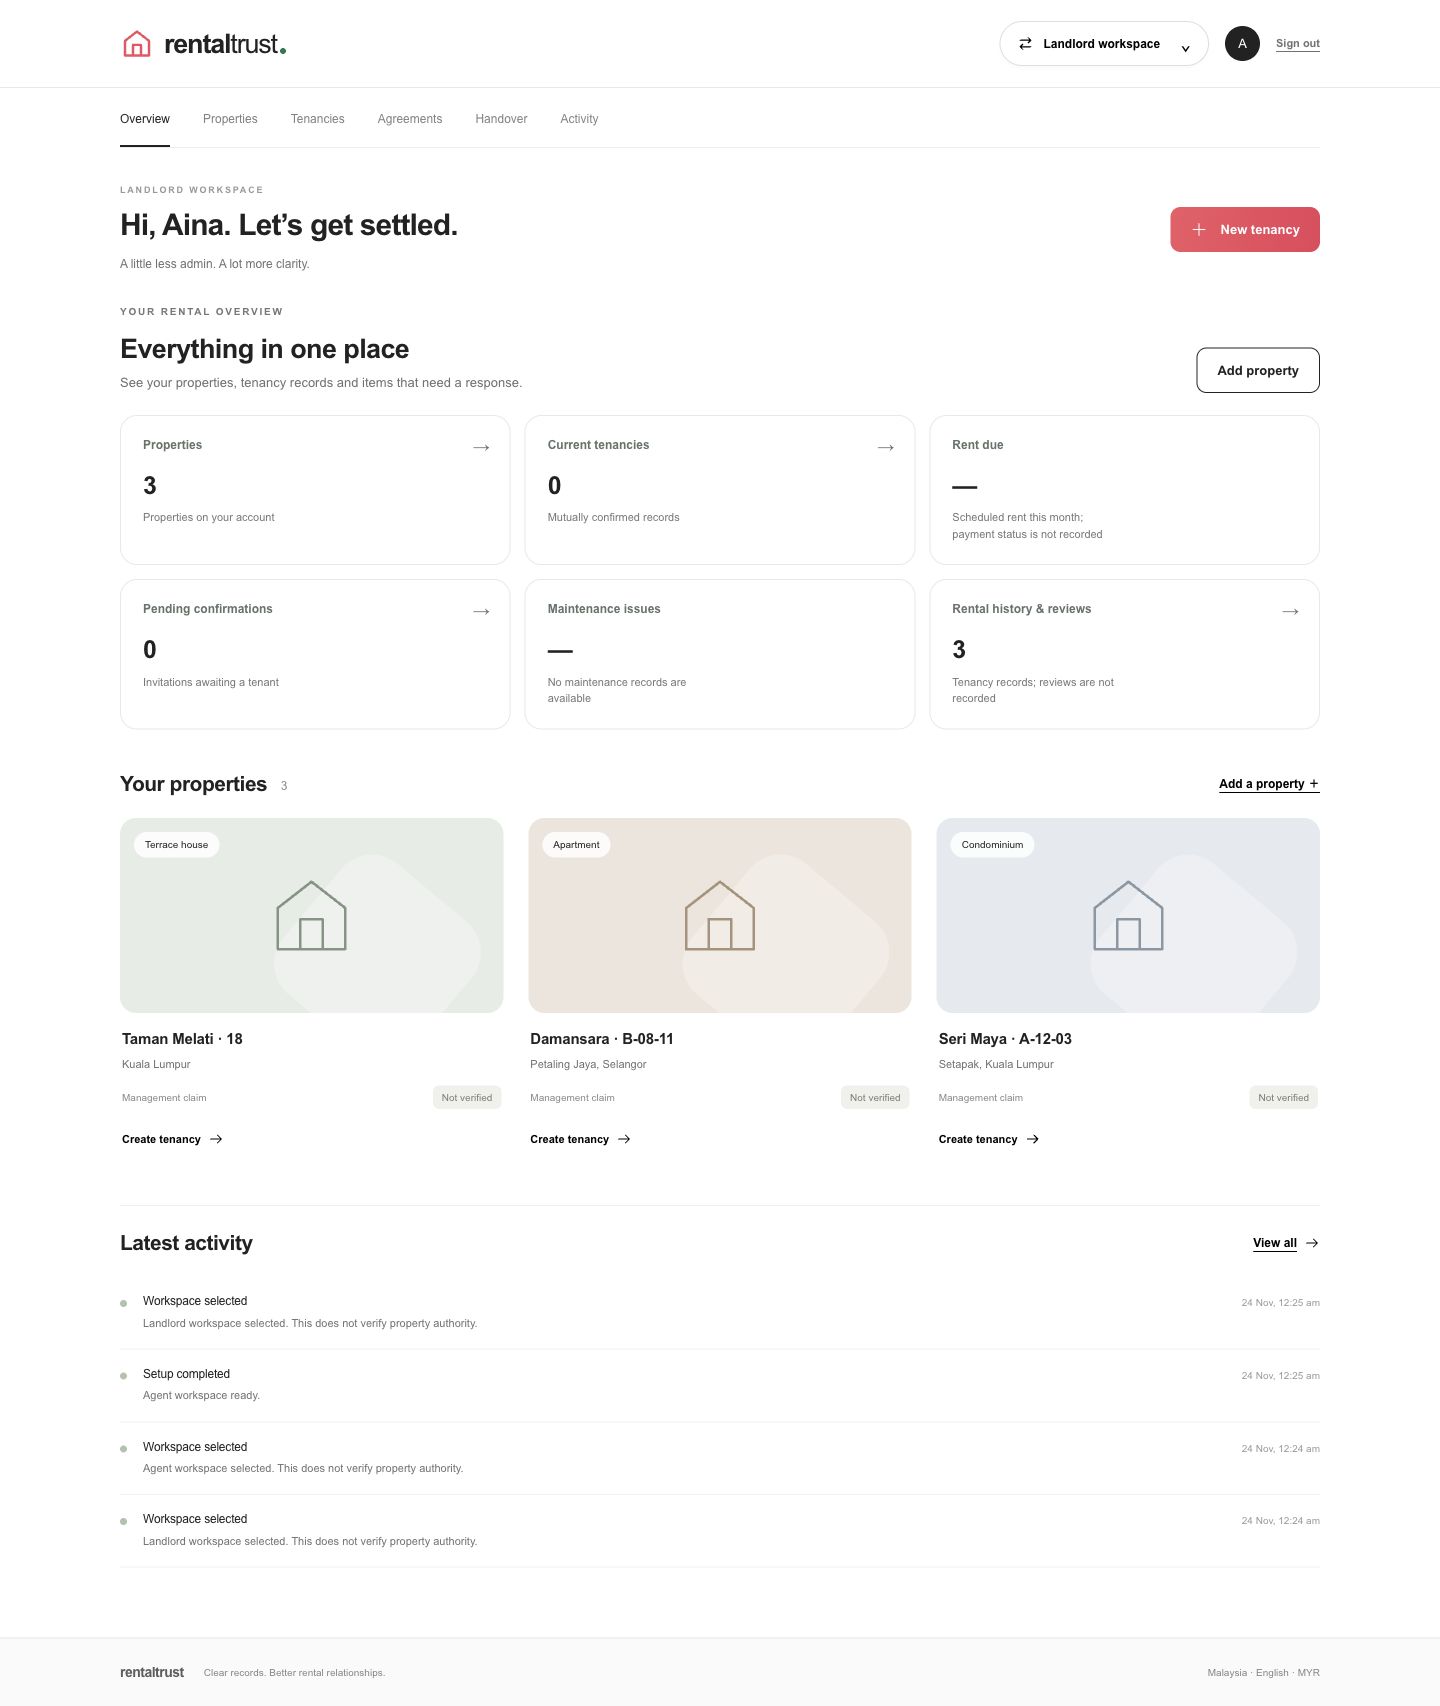 rentaltrust.
Landlord workspace
A
Sign out
Overview
Properties
Tenancies
Agreements
Handover
Activity
LANDLORD WORKSPACE
Hi, Aina. Let’s get settled.
A little less admin. A lot more clarity.
New tenancy
YOUR RENTAL OVERVIEW
Everything in one place
See your properties, tenancy records and items that need a response.
Add property
Properties →
3
Properties on your account
Current tenancies →
0
Mutually confirmed records
Rent due
—
Scheduled rent this month;
payment status is not recorded
Pending confirmations →
0
Invitations awaiting a tenant
Maintenance issues
—
No maintenance records are
available
Rental history & reviews →
3
Tenancy records; reviews are not
recorded
Your properties 3
Add a property +
Terrace house
Taman Melati · 18
Kuala Lumpur
Management claim
Not verified
Create tenancy →
Apartment
Damansara · B-08-11
Petaling Jaya, Selangor
Management claim
Not verified
Create tenancy →
Condominium
Seri Maya · A-12-03
Setapak, Kuala Lumpur
Management claim
Not verified
Create tenancy →
Latest activity
View all →
Workspace selected
24 Nov, 12:25 am
Landlord workspace selected. This does not verify property authority.
Setup completed
24 Nov, 12:25 am
Agent workspace ready.
Workspace selected
24 Nov, 12:24 am
Agent workspace selected. This does not verify property authority.
Workspace selected
24 Nov, 12:24 am
Landlord workspace selected. This does not verify property authority.
rentaltrust
Clear records. Better rental relationships.
Malaysia · English · MYR